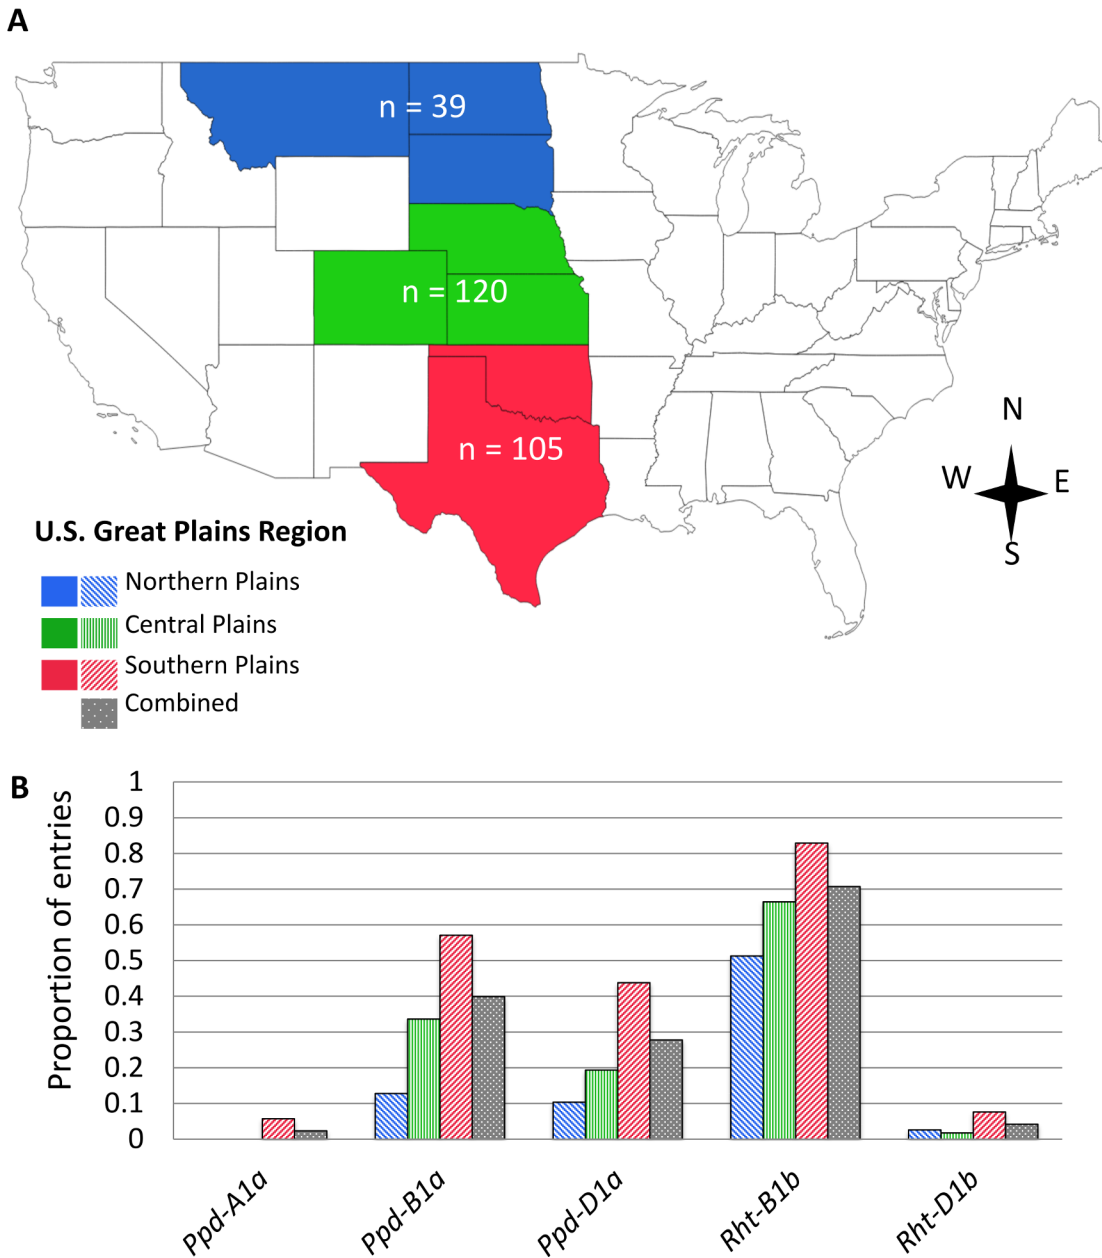 A
n = 39
n = 120
n = 105
N
W
E
S
U.S. Great Plains Region
Northern Plains
Central Plains
Southern Plains
Combined
B
Proportion of entries
1
0.9
0.8
0.7
0.6
0.5
0.4
0.3
0.2
0.1
0
Ppd-A1a
Ppd-B1a
Ppd-D1a
Rht-B1b
Rht-D1b